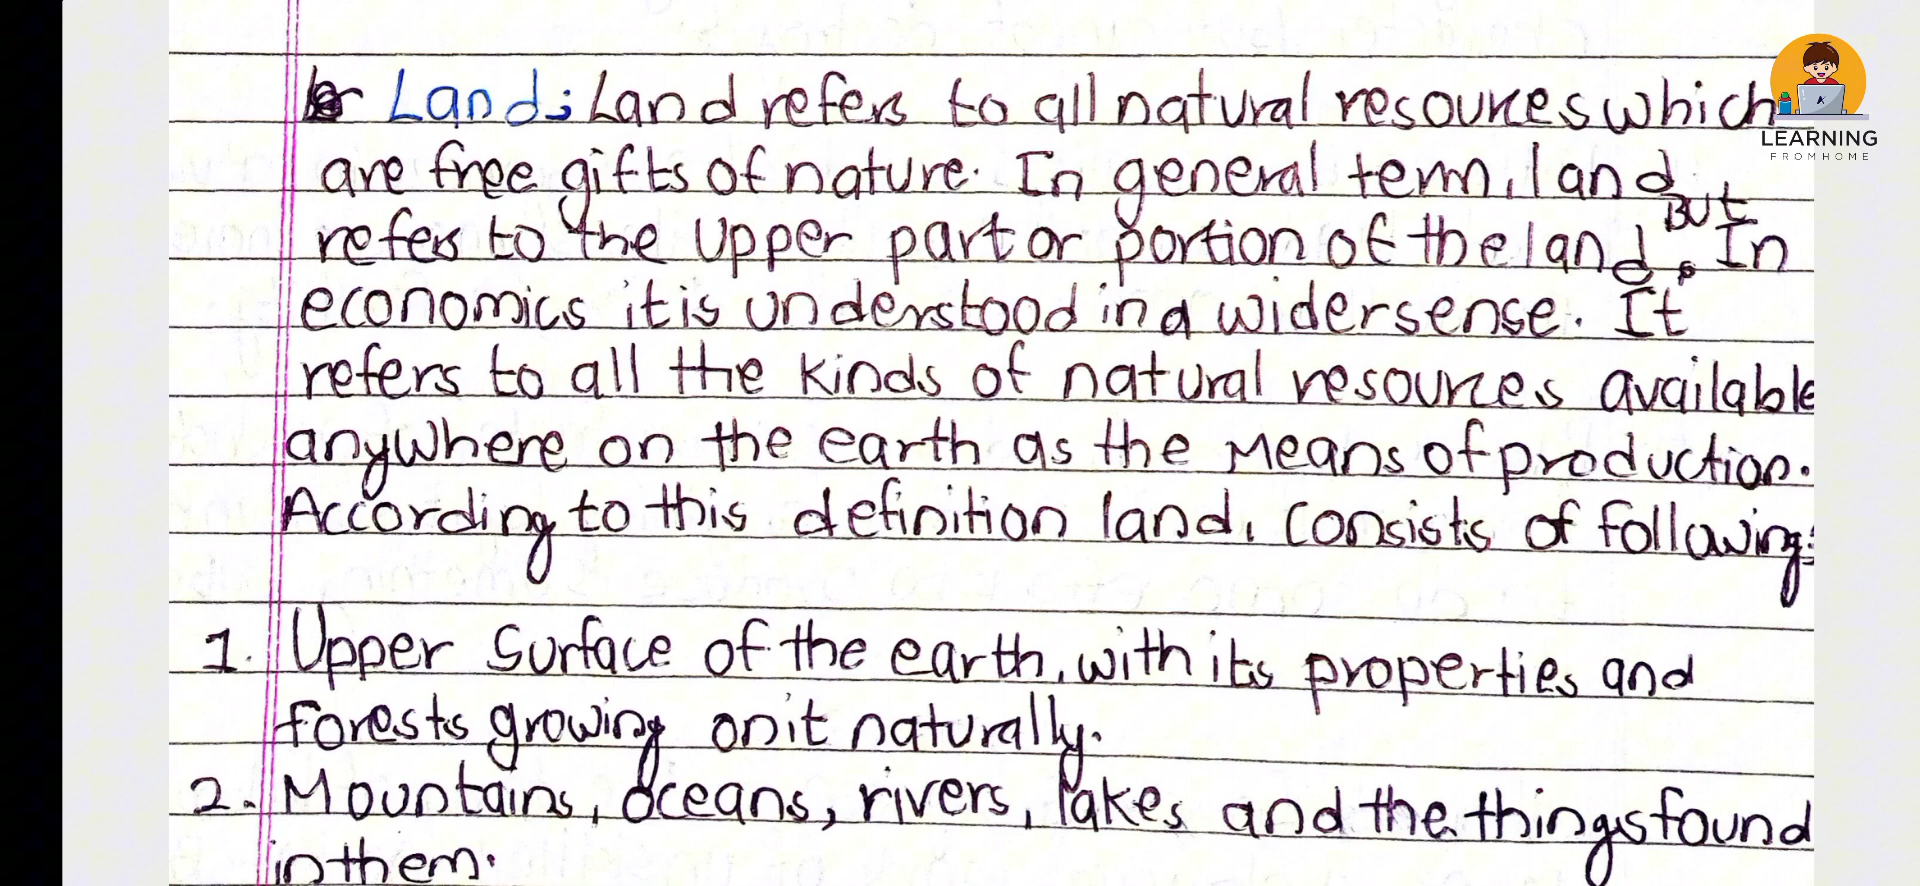 Land: Land refers to all natural resources which
are free gifts of nature. In general term, land
But
refers to the upper part or portion of the land. In
economics it is understood in a wider sense. It
refers to all the kinds of natural resources available
anywhere on the earth as the Means of production.
According to this definition land, consists of following:
1. Upper Surface of the earth, with its properties and
forests growing on it naturally.
2. Mountains, oceans, rivers, lakes and the things found
in them.
K
LEARNING
FROMHOME